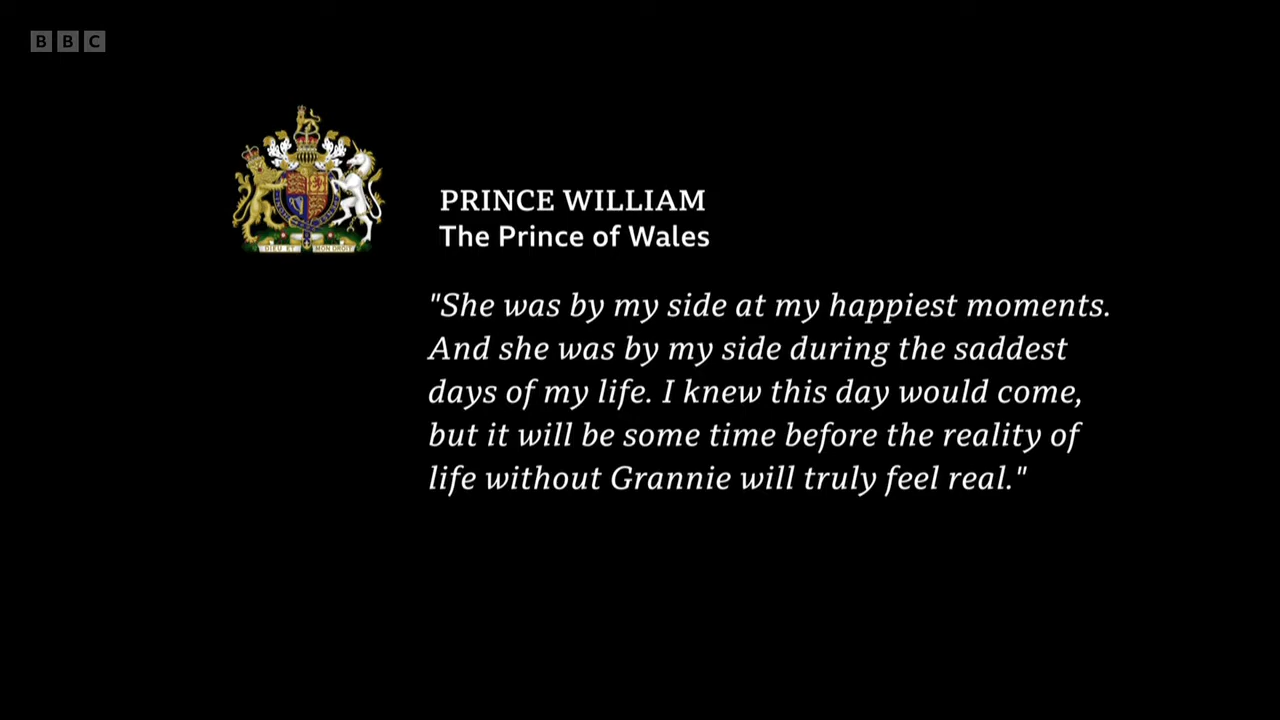 BBC
PRINCE WILLIAM
The Prince of Wales
DIEU ET MON DROIT
"She was by my side at my happiest moments.
And she was by my side during the saddest
days of my life. I knew this day would come,
but it will be some time before the reality of
life without Grannie will truly feel real."